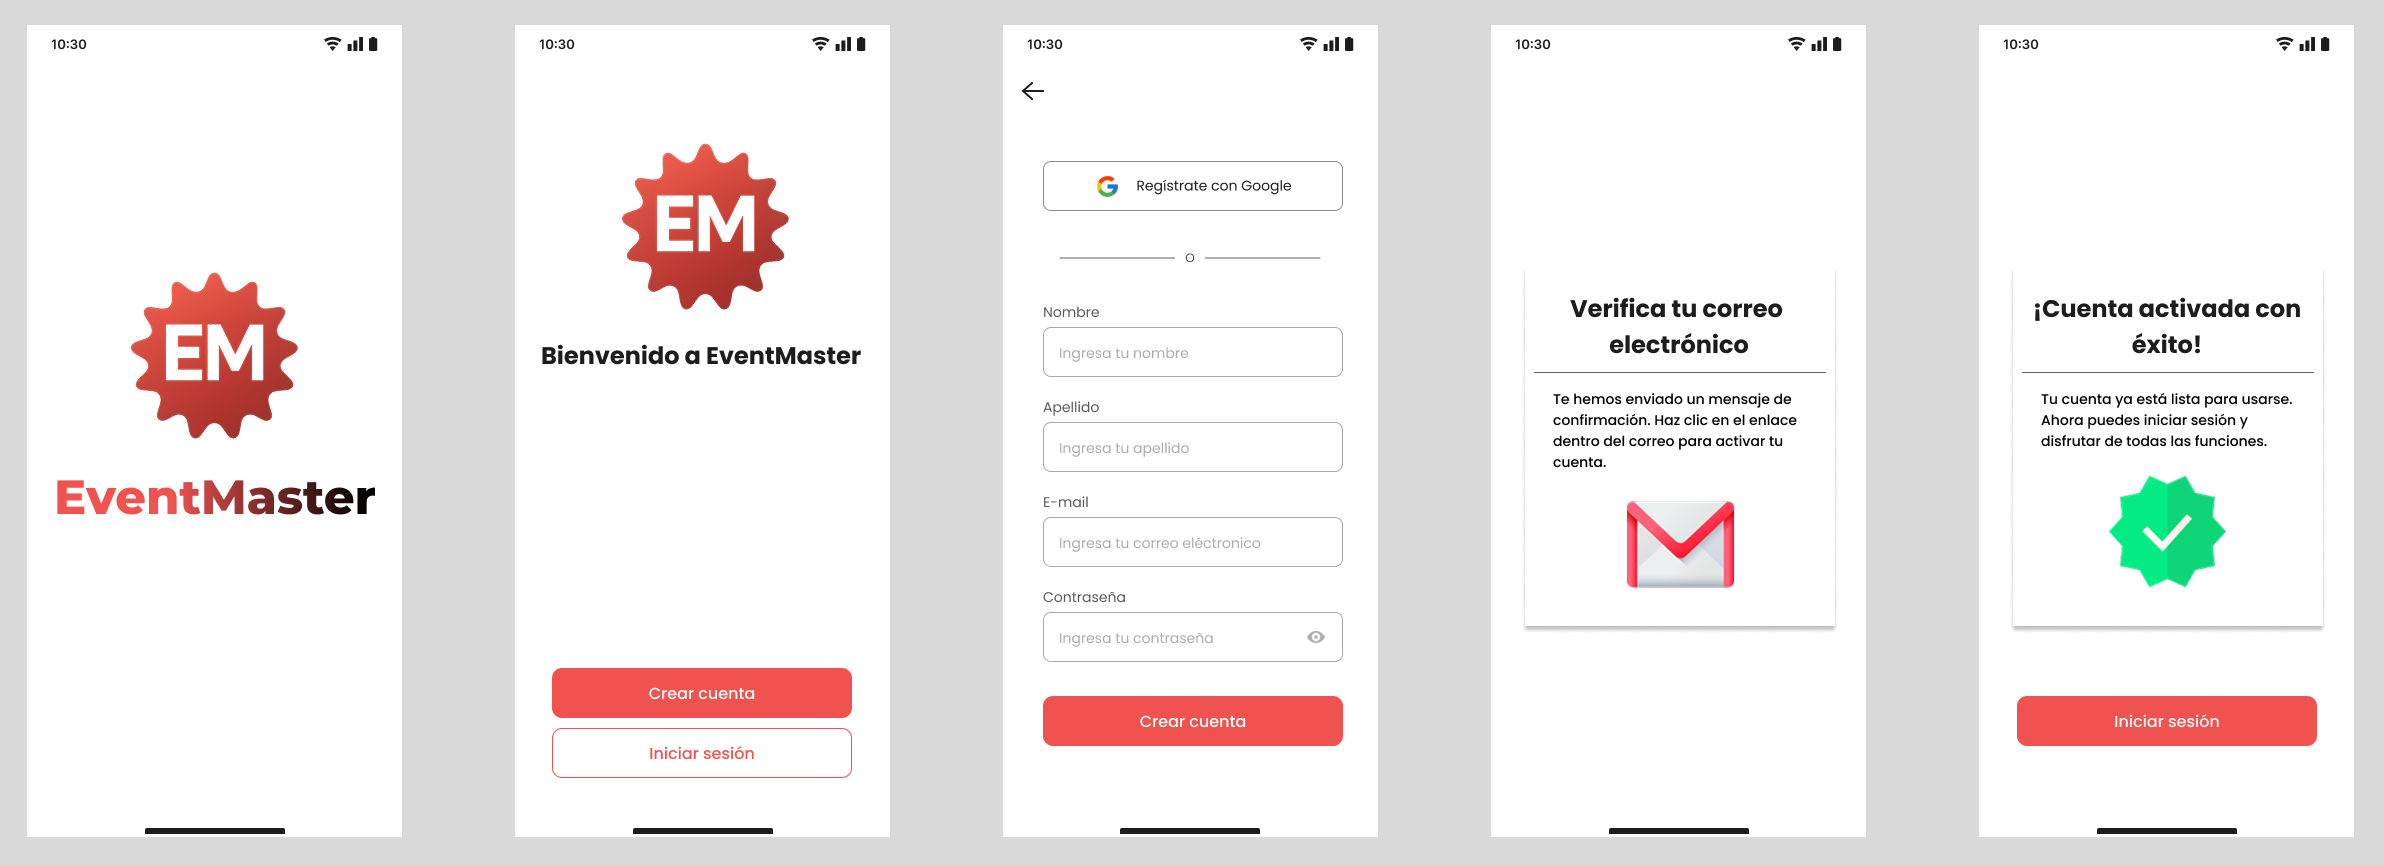 10:30
EM
EventMaster
10:30
EM
Bienvenido a EventMaster
Crear cuenta
Iniciar sesión
10:30
Regístrate con Google
O
Nombre
Ingresa tu nombre
Apellido
Ingresa tu apellido
E-mail
Ingresa tu correo eléctronico
Contraseña
Ingresa tu contraseña
Crear cuenta
10:30
Verifica tu correo
electrónico
Te hemos enviado un mensaje de
confirmación. Haz clic en el enlace
dentro del correo para activar tu
cuenta.
10:30
¡Cuenta activada con
éxito!
Tu cuenta ya está lista para usarse.
Ahora puedes iniciar sesión y
disfrutar de todas las funciones.
Iniciar sesión